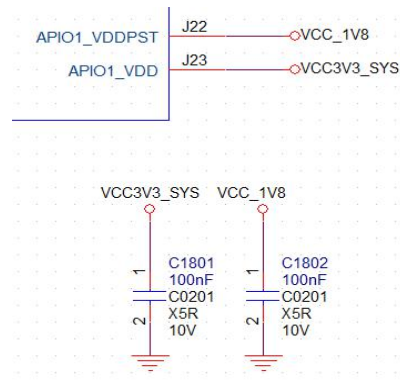 APIO1_VDDPST J22 VCC_1V8
APIO1_VDD J23 VCC3V3_SYS
VCC3V3_SYS VCC_1V8
1 C1801 1 C1802
100nF 100nF
C0201 C0201
2 X5R 2 X5R
10V 10V